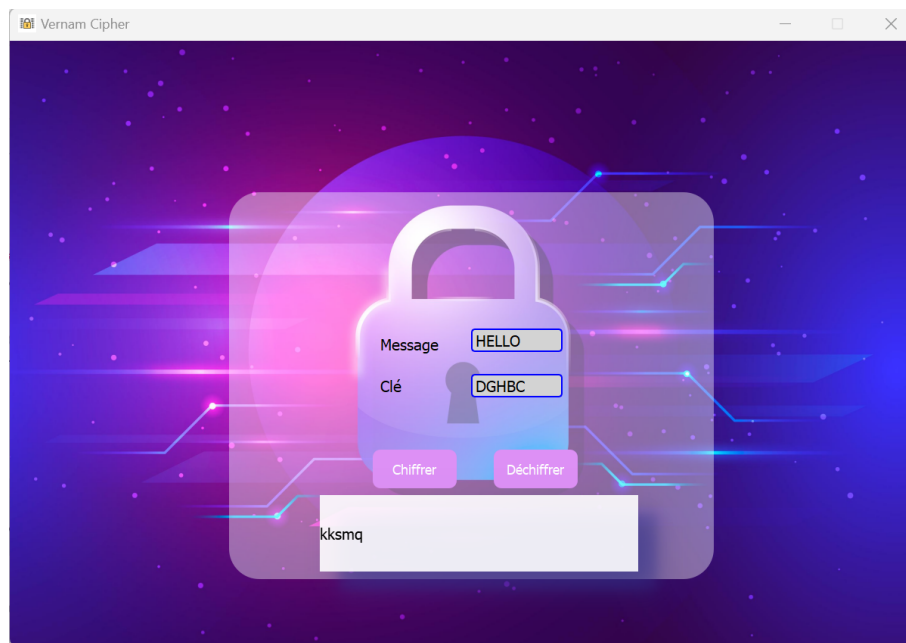 Vernam Cipher
Message HELLO
Clé DGHBC
Chiffrer Déchiffrer
kksmq